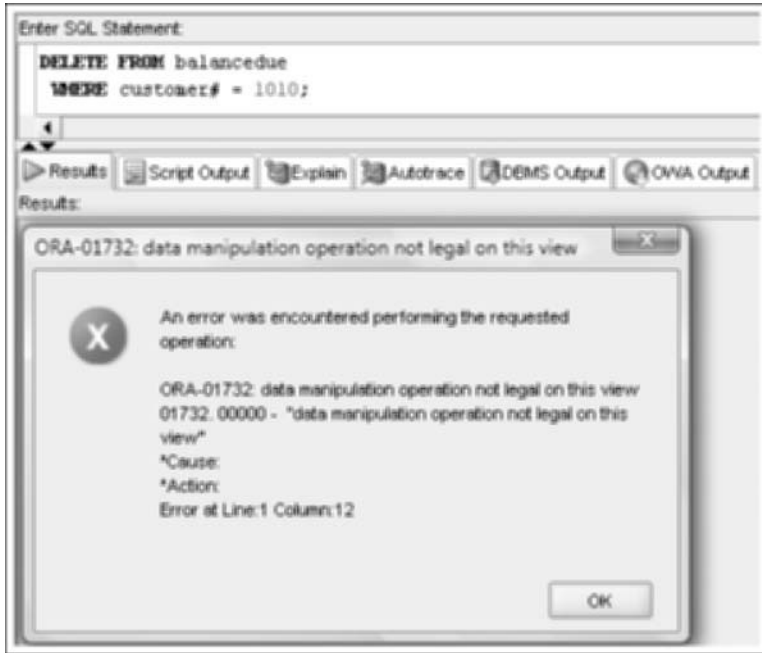 Enter SQL Statement:
DELETE FROM balancedue
WHERE customer# = 1010;
Results Script Output Explain Autotrace DBMS Output OWA Output
Results:
ORA-01732: data manipulation operation not legal on this view
An error was encountered performing the requested
operation:
ORA-01732: data manipulation operation not legal on this view
01732. 00000 - "data manipulation operation not legal on this
view"
*Cause:
*Action:
Error at Line:1 Column:12
OK